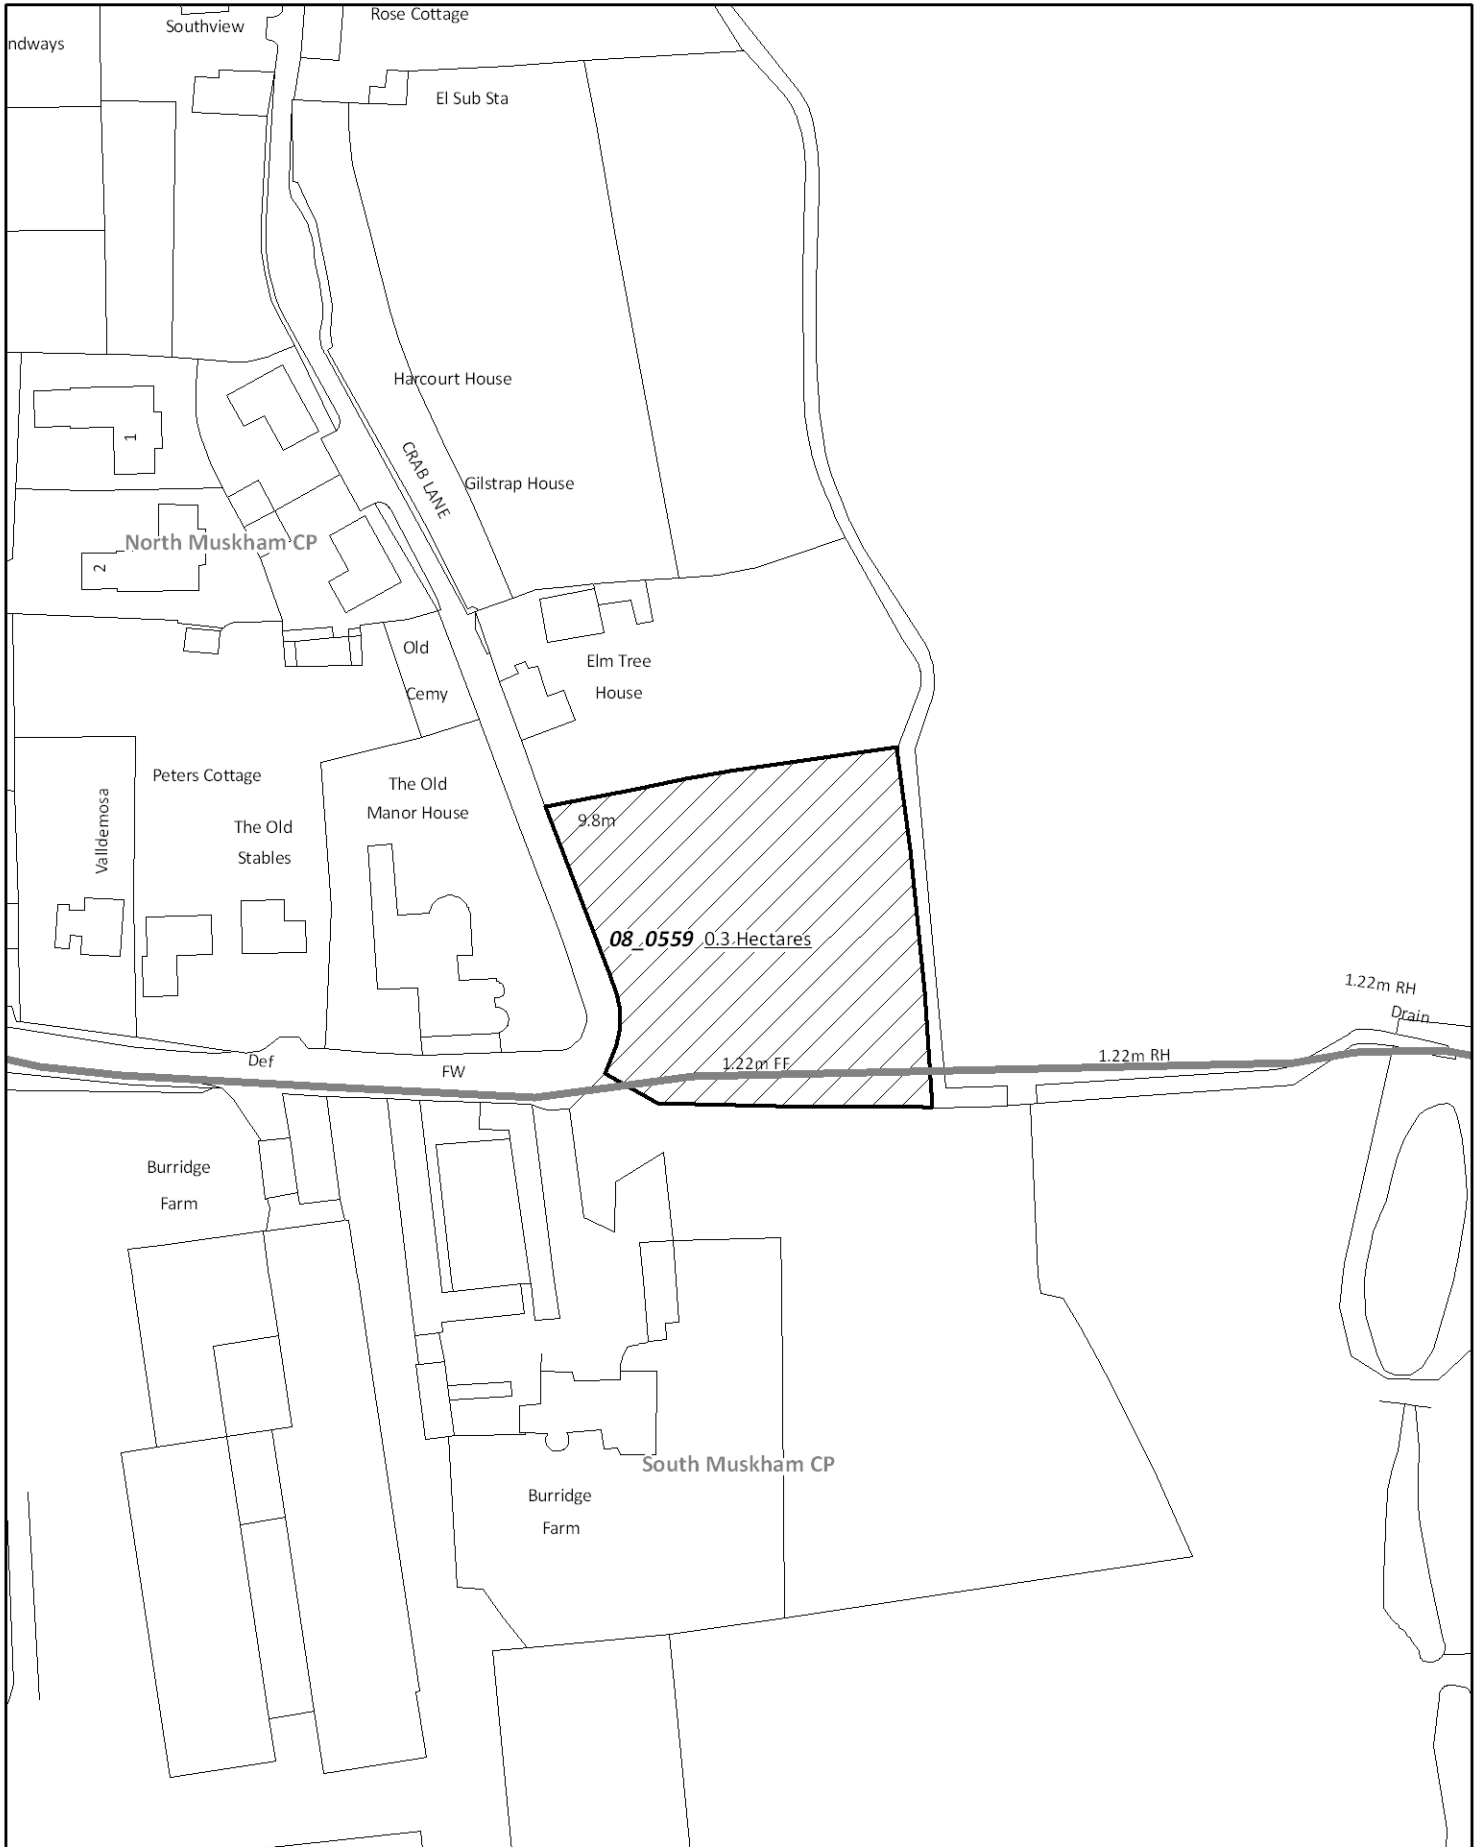 Rose Cottage
Southview
ndways
El Sub Sta
Harcourt House
CRAB LANE
Gilstrap House
1
North Muskham CP
2
Old
Cemy
Elm Tree
House
Peters Cottage
The Old
Manor House
Valldemosa
The Old
Stables
9.8m
08_0559 0.3 Hectares
1.22m RH
Drain
Def
FW
1.22m FF
1.22m RH
Burridge
Farm
South Muskham CP
Burridge
Farm